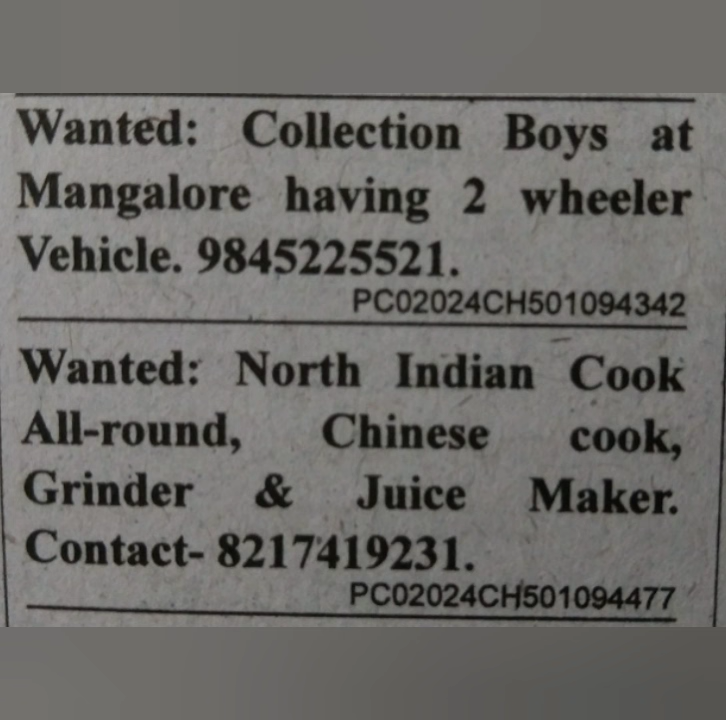 Wanted: Collection Boys at
Mangalore having 2 wheeler
Vehicle. 9845225521.
PC02024CH501094342
Wanted: North Indian Cook
All-round, Chinese cook,
Grinder & Juice Maker.
Contact- 8217419231.
PC02024CH501094477